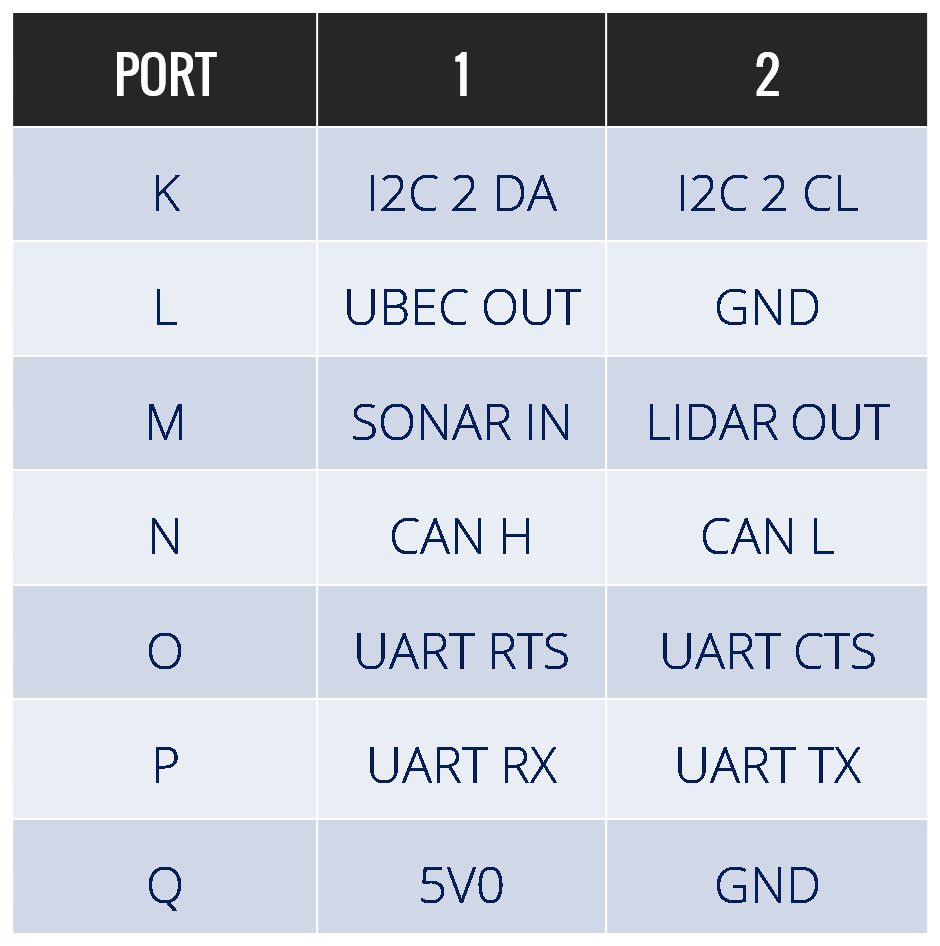 PORT 1 2
K I2C 2 DA I2C 2 CL
L UBEC OUT GND
M SONAR IN LIDAR OUT
N CAN H CAN L
O UART RTS UART CTS
P UART RX UART TX
Q 5V0 GND